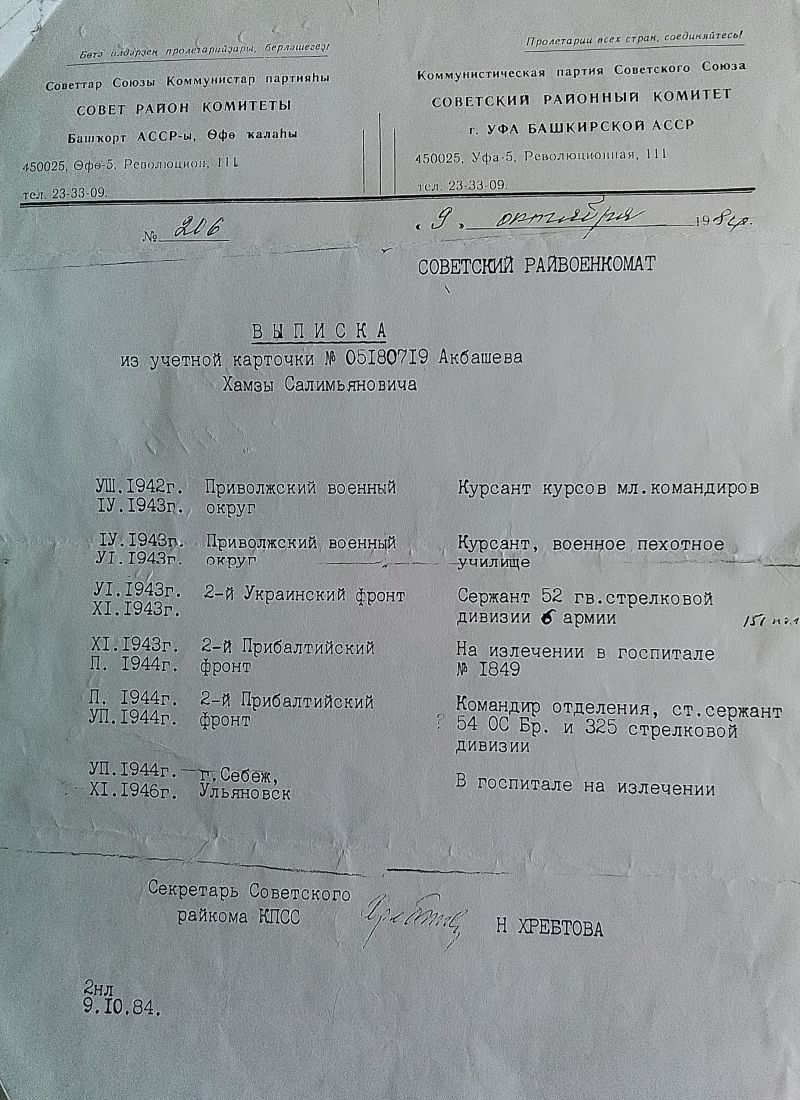 Бөтә илдәрҙең пролетарийҙары, берләшегеҙ!
Советтар Союзы Коммунистар партияһы
СОВЕТ РАЙОН КОМИТЕТЫ
Башҡорт АССР-ы, Өфө ҡалаһы
450025, Өфө-5, Революцион, 111
тел. 23-33-09.
Пролетарии всех стран, соединяйтесь!
Коммунистическая партия Советского Союза
СОВЕТСКИЙ РАЙОННЫЙ КОМИТЕТ
г. УФА БАШКИРСКОЙ АССР
450025, Уфа-5, Революционная, 111
тел. 23-33-09.
№ 206
« 9 » октября 1984г.
СОВЕТСКИЙ РАЙВОЕНКОМАТ
ВЫПИСКА
из учетной карточки № 05180719 Акбашева
Хамзы Салимьяновича
УШ.1942г. Приволжский военный Курсант курсов мл.командиров
IУ.1943г. округ
IУ.1943г. Приволжский военный Курсант, военное пехотное
УI.1943г. округ училище
УI.1943г. 2-й Украинский фронт Сержант 52 гв.стрелковой
XI.1943г. дивизии 6 армии 151
XI.1943г. 2-й Прибалтийский На излечении в госпитале
П. 1944г. фронт № 1849
П. 1944г. 2-й Прибалтийский Командир отделения, ст.сержант
УП.1944г. фронт ? 54 ОС Бр. и 325 стрелковой
дивизии
УП.1944г. г.Себеж, В госпитале на излечении
XI.1946г. Ульяновск
Секретарь Советского
райкома КПСС Н ХРЕБТОВА
2нл
9.10.84.